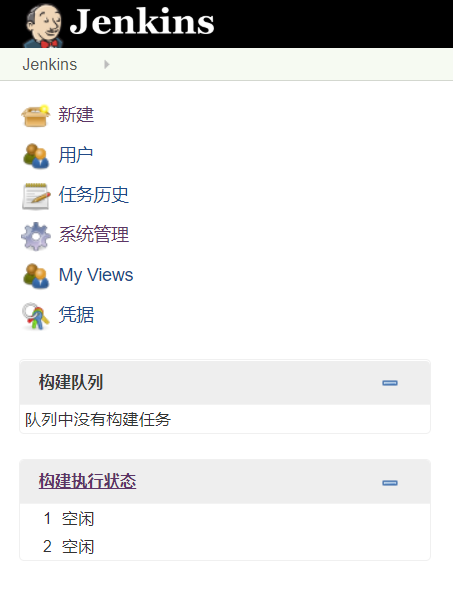 Jenkins
Jenkins
新建
用户
任务历史
系统管理
My Views
凭据
构建队列
队列中没有构建任务
构建执行状态
1 空闲
2 空闲